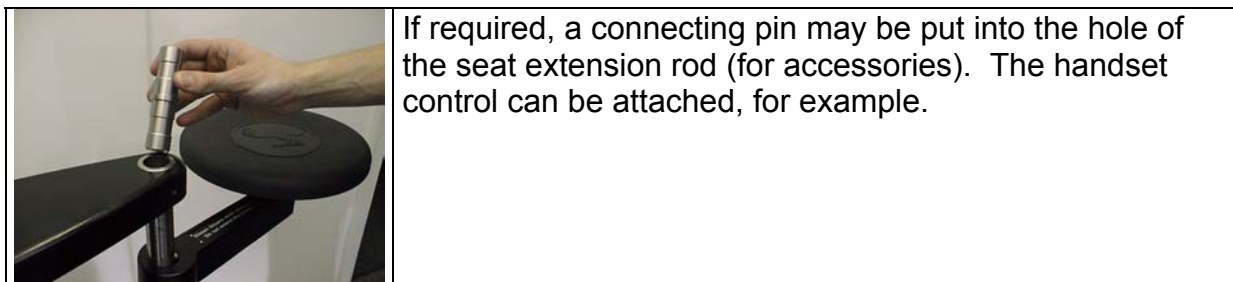 If required, a connecting pin may be put into the hole of
the seat extension rod (for accessories).  The handset
control can be attached, for example.